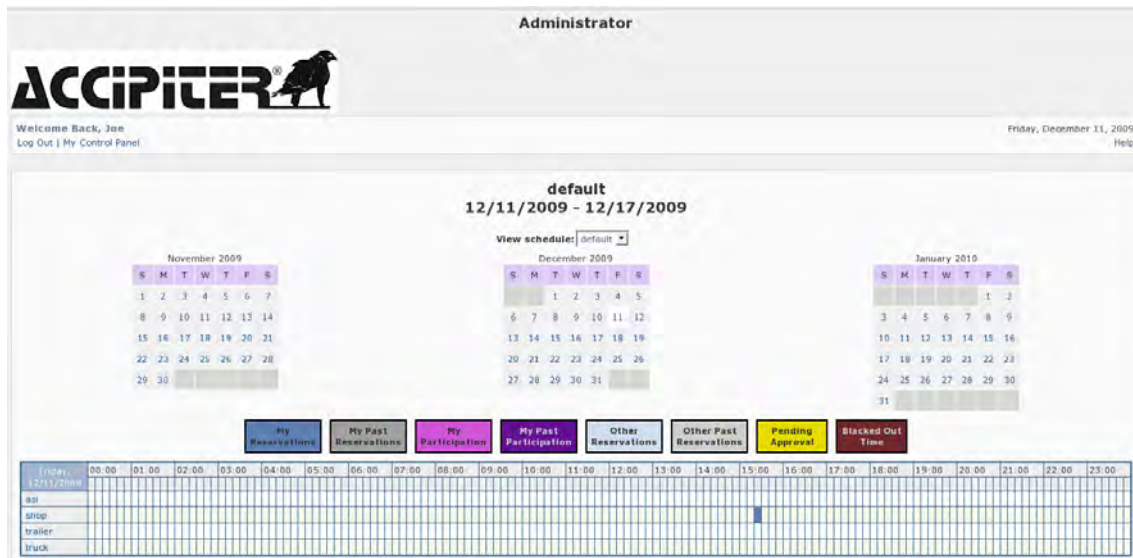 Administrator
ACCiPiTER®
Welcome Back, Joe
Log Out | My Control Panel
Friday, December 11, 2009
Help
default
12/11/2009 - 12/17/2009
View schedule: default
November 2009
S M T W T F S
1 2 3 4 5 6 7
8 9 10 11 12 13 14
15 16 17 18 19 20 21
22 23 24 25 26 27 28
29 30
December 2009
S M T W T F S
1 2 3 4 5
6 7 8 9 10 11 12
13 14 15 16 17 18 19
20 21 22 23 24 25 26
27 28 29 30 31
January 2010
S M T W T F S
1 2
3 4 5 6 7 8 9
10 11 12 13 14 15 16
17 18 19 20 21 22 23
24 25 26 27 28 29 30
31
My Reservations
My Past Reservations
My Participation
My Past Participation
Other Reservations
Other Past Reservations
Pending Approval
Blacked Out Time
Friday, 12/11/2009
00:00 01:00 02:00 03:00 04:00 05:00 06:00 07:00 08:00 09:00 10:00 11:00 12:00 13:00 14:00 15:00 16:00 17:00 18:00 19:00 20:00 21:00 22:00 23:00
asi
shop
trailer
truck